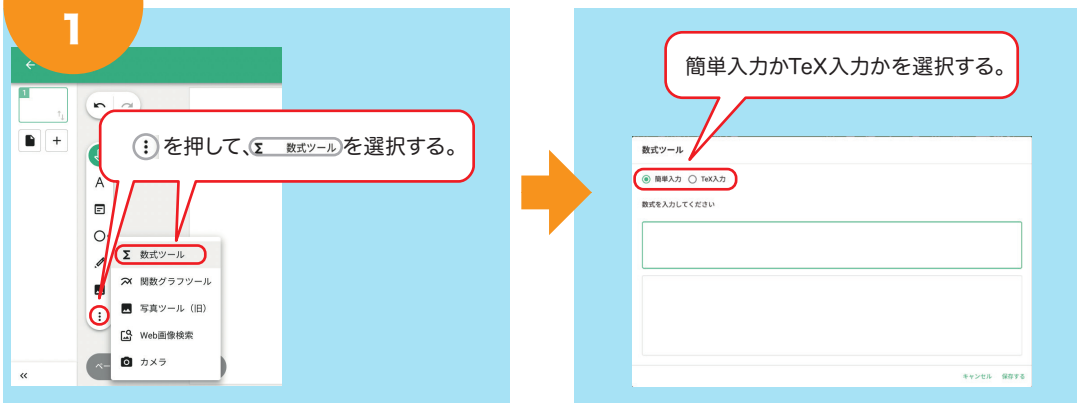 1
1
を押して、Σ 数式ツールを選択する。
A
Σ 数式ツール
関数グラフツール
写真ツール（旧）
Web画像検索
カメラ
簡単入力かTeX入力かを選択する。
数式ツール
簡単入力 TeX入力
数式を入力してください
キャンセル 保存する